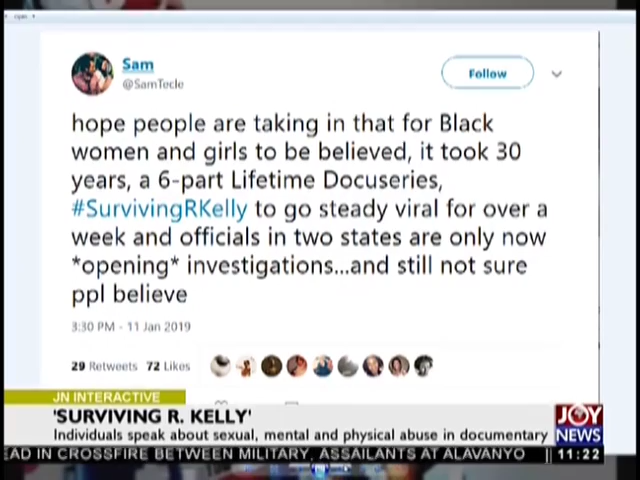 Sam
@SamTecle
Follow
hope people are taking in that for Black
women and girls to be believed, it took 30
years, a 6-part Lifetime Docuseries,
#SurvivingRKelly to go steady viral for over a
week and officials in two states are only now
*opening* investigations...and still not sure
ppl believe
3:30 PM - 11 Jan 2019
29 Retweets 72 Likes
JN INTERACTIVE
'SURVIVING R. KELLY'
Individuals speak about sexual, mental and physical abuse in documentary
JOY
NEWS
EAD IN CROSSFIRE BETWEEN MILITARY, ASSAILANTS AT ALAVANYO
11:22